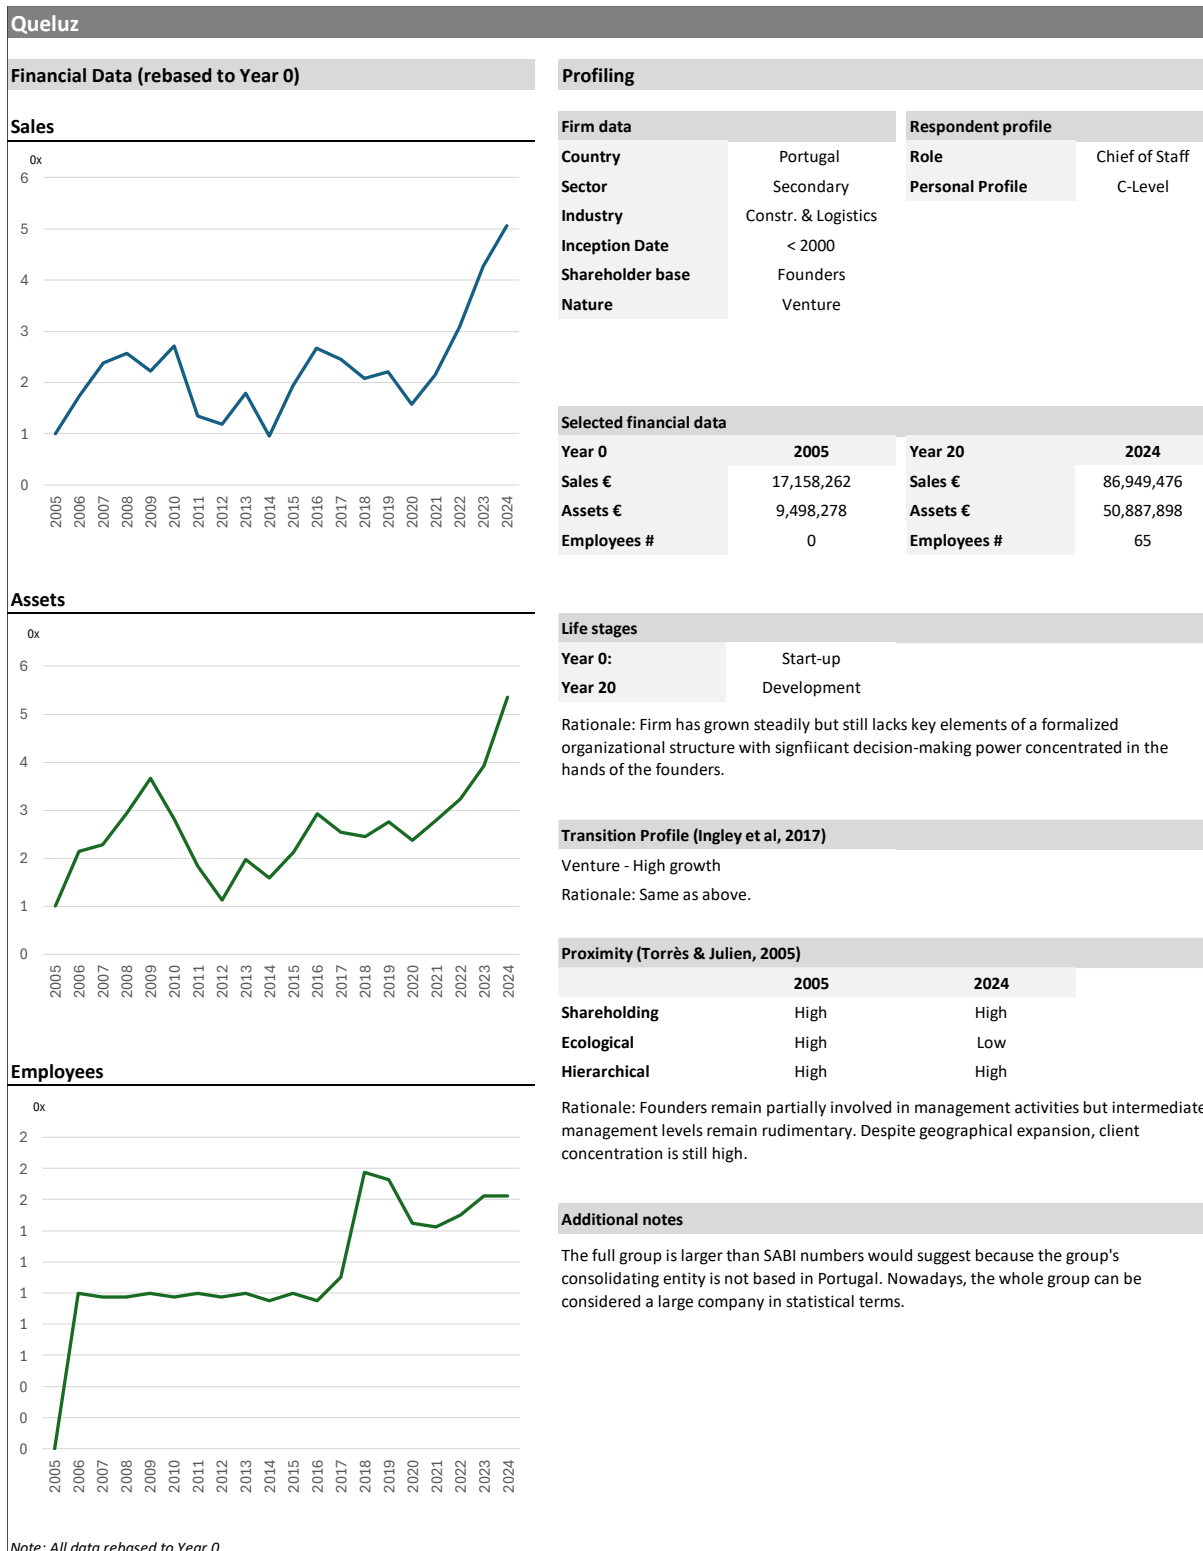 Queluz
Financial Data (rebased to Year 0)
Sales
0x
6
5
4
3
2
1
0
2005 2006 2007 2008 2009 2010 2011 2012 2013 2014 2015 2016 2017 2018 2019 2020 2021 2022 2023 2024
Assets
0x
6
5
4
3
2
1
0
2005 2006 2007 2008 2009 2010 2011 2012 2013 2014 2015 2016 2017 2018 2019 2020 2021 2022 2023 2024
Employees
0x
2
2
2
1
1
1
1
1
0
0
0
2005 2006 2007 2008 2009 2010 2011 2012 2013 2014 2015 2016 2017 2018 2019 2020 2021 2022 2023 2024
Note: All data rebased to Year 0
Profiling
Firm data
Country Portugal
Sector Secondary
Industry Constr. & Logistics
Inception Date < 2000
Shareholder base Founders
Nature Venture
Respondent profile
Role Chief of Staff
Personal Profile C-Level
Selected financial data
Year 0 2005 Year 20 2024
Sales € 17,158,262 Sales € 86,949,476
Assets € 9,498,278 Assets € 50,887,898
Employees # 0 Employees # 65
Life stages
Year 0: Start-up
Year 20 Development
Rationale: Firm has grown steadily but still lacks key elements of a formalized
organizational structure with signfiicant decision-making power concentrated in the
hands of the founders.
Transition Profile (Ingley et al, 2017)
Venture - High growth
Rationale: Same as above.
Proximity (Torrès & Julien, 2005)
2005 2024
Shareholding High High
Ecological High Low
Hierarchical High High
Rationale: Founders remain partially involved in management activities but intermediate
management levels remain rudimentary. Despite geographical expansion, client
concentration is still high.
Additional notes
The full group is larger than SABI numbers would suggest because the group's
consolidating entity is not based in Portugal. Nowadays, the whole group can be
considered a large company in statistical terms.